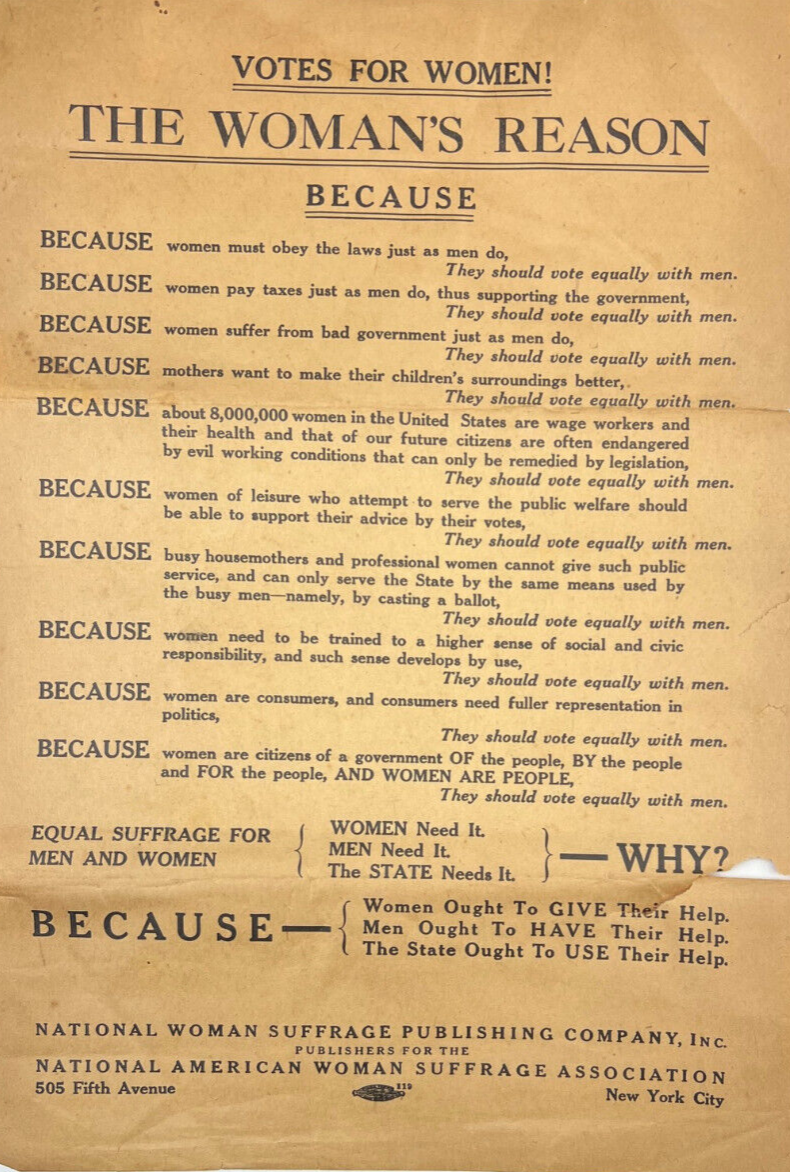 VOTES FOR WOMEN!
THE WOMAN'S REASON
BECAUSE
BECAUSE women must obey the laws just as men do,
They should vote equally with men.
BECAUSE women pay taxes just as men do, thus supporting the government,
They should vote equally with men.
BECAUSE women suffer from bad government just as men do,
They should vote equally with men.
BECAUSE mothers want to make their children's surroundings better,
They should vote equally with men.
BECAUSE about 8,000,000 women in the United States are wage workers and
their health and that of our future citizens are often endangered
by evil working conditions that can only be remedied by legislation,
They should vote equally with men.
BECAUSE women of leisure who attempt to serve the public welfare should
be able to support their advice by their votes,
They should vote equally with men.
BECAUSE busy housemothers and professional women cannot give such public
service, and can only serve the State by the same means used by
the busy men—namely, by casting a ballot,
They should vote equally with men.
BECAUSE women need to be trained to a higher sense of social and civic
responsibility, and such sense develops by use,
They should vote equally with men.
BECAUSE women are consumers, and consumers need fuller representation in
politics,
They should vote equally with men.
BECAUSE women are citizens of a government OF the people, BY the people
and FOR the people, AND WOMEN ARE PEOPLE,
They should vote equally with men.
EQUAL SUFFRAGE FOR
MEN AND WOMEN
WOMEN Need It.
MEN Need It.
The STATE Needs It.
—WHY?
BECAUSE—
Women Ought To GIVE Their Help.
Men Ought To HAVE Their Help.
The State Ought To USE Their Help.
NATIONAL WOMAN SUFFRAGE PUBLISHING COMPANY, INC.
PUBLISHERS FOR THE
NATIONAL AMERICAN WOMAN SUFFRAGE ASSOCIATION
505 Fifth Avenue
119
New York City